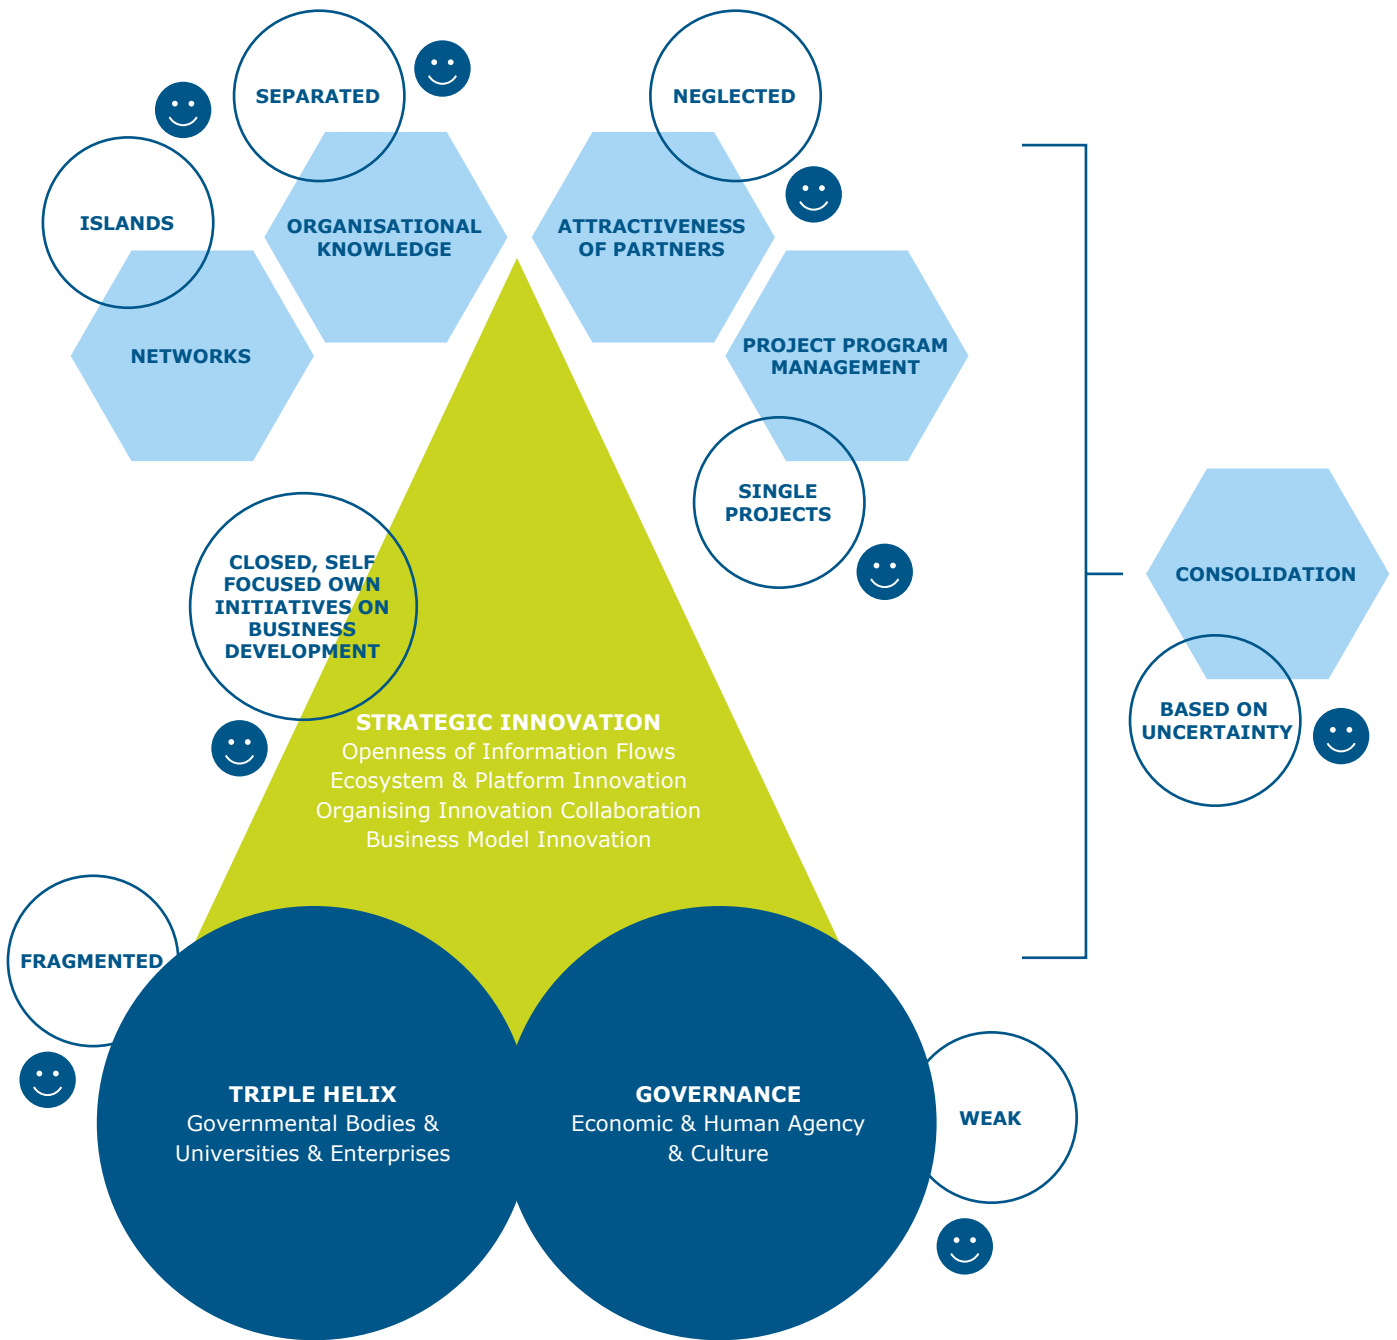 SEPARATED
NEGLECTED
ISLANDS
ORGANISATIONAL
KNOWLEDGE
ATTRACTIVENESS
OF PARTNERS
NETWORKS
PROJECT PROGRAM
MANAGEMENT
SINGLE
PROJECTS
CLOSED, SELF
FOCUSED OWN
INITIATIVES ON
BUSINESS
DEVELOPMENT
CONSOLIDATION
BASED ON
UNCERTAINTY
STRATEGIC INNOVATION
Openness of Information Flows
Ecosystem & Platform Innovation
Organising Innovation Collaboration
Business Model Innovation
FRAGMENTED
TRIPLE HELIX
Governmental Bodies &
Universities & Enterprises
GOVERNANCE
Economic & Human Agency
& Culture
WEAK